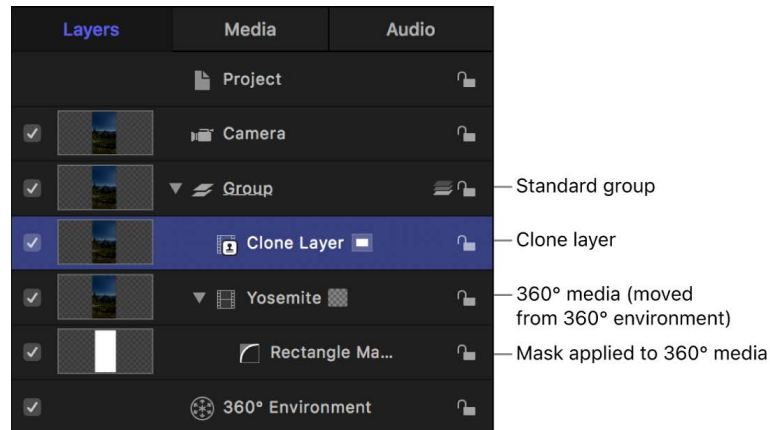 Layers Media Audio
Project
Camera
Group
Standard group
Clone Layer
Clone layer
Yosemite
360° media (moved
from 360° environment)
Rectangle Ma...
Mask applied to 360° media
360° Environment